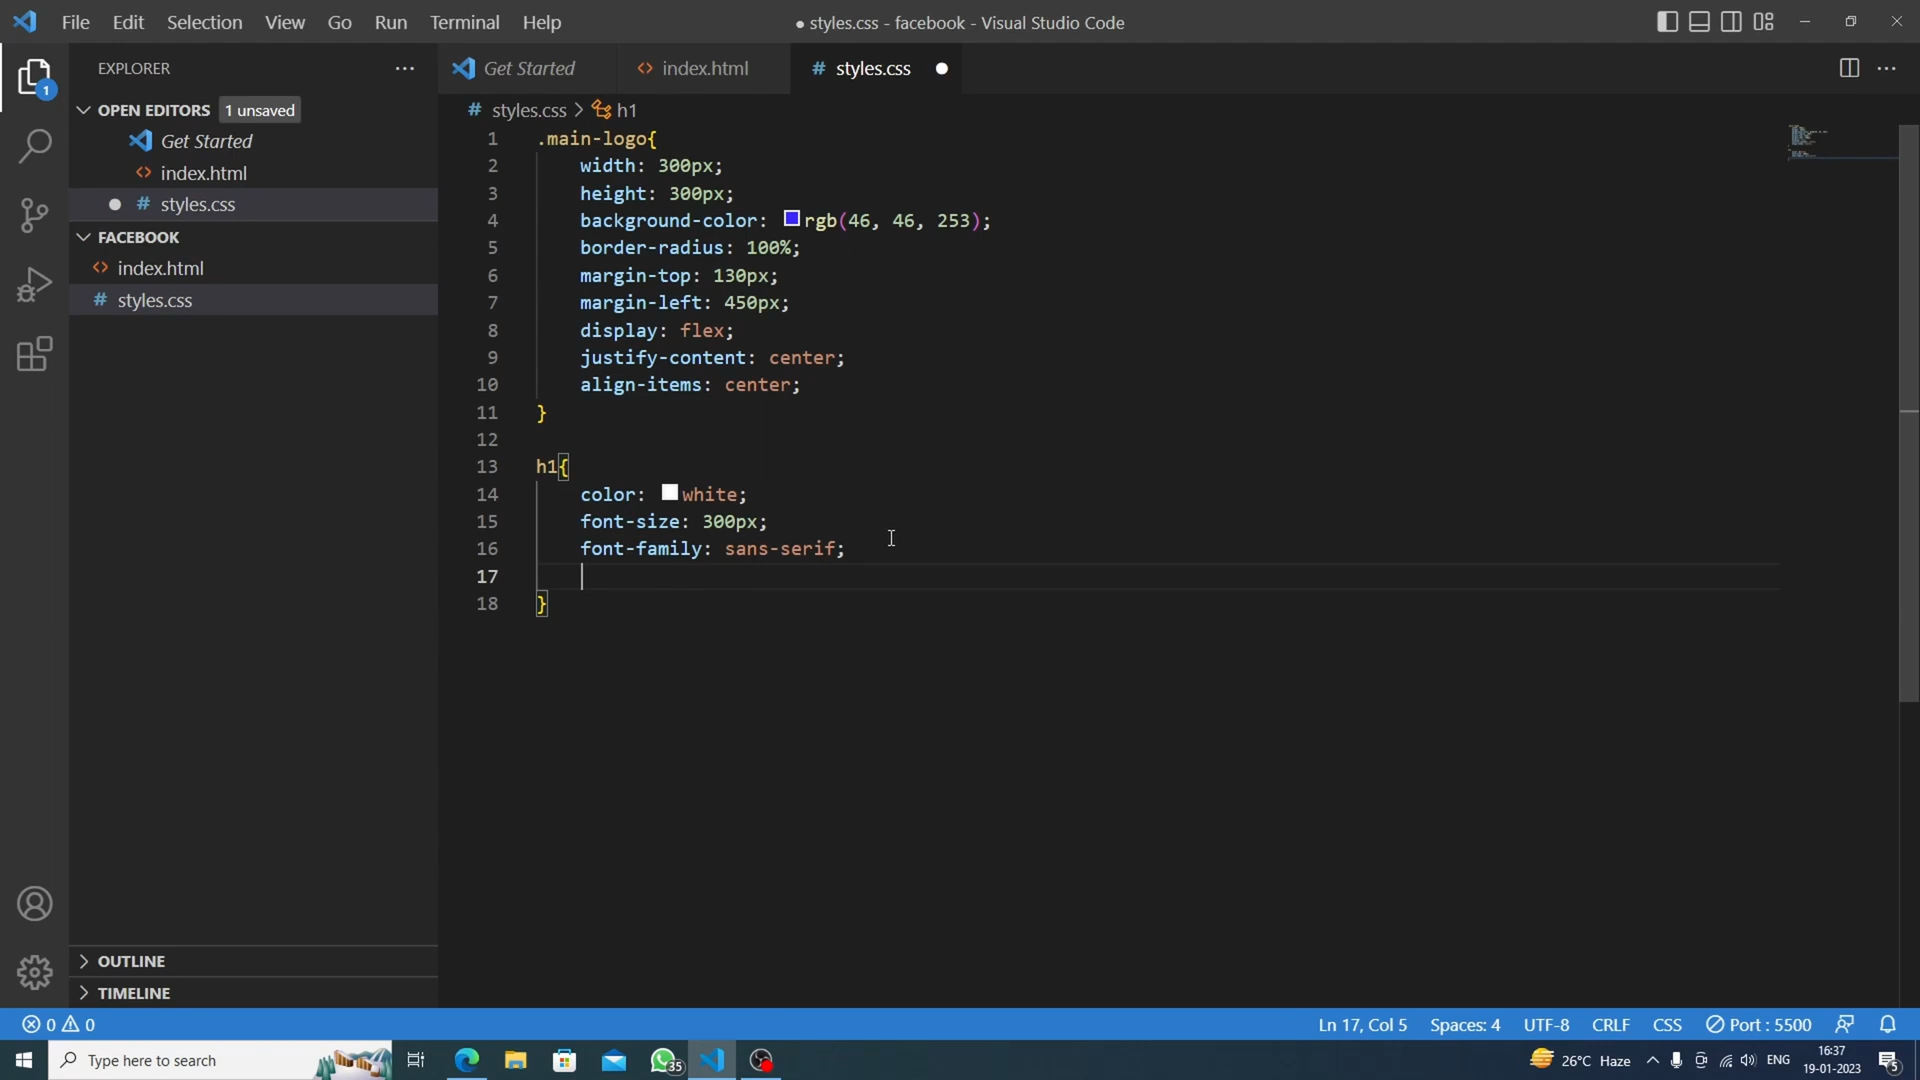 File Edit Selection View Go Run Terminal Help
● styles.css - facebook - Visual Studio Code
1
EXPLORER
OPEN EDITORS 1 unsaved
Get Started
index.html
styles.css
FACEBOOK
index.html
styles.css
OUTLINE
TIMELINE
Get Started
index.html
# styles.css
# styles.css > h1
1 .main-logo{
2 width: 300px;
3 height: 300px;
4 background-color: rgb(46, 46, 253);
5 border-radius: 100%;
6 margin-top: 130px;
7 margin-left: 450px;
8 display: flex;
9 justify-content: center;
10 align-items: center;
11 }
12
13 h1{
14 color: white;
15 font-size: 300px;
16 font-family: sans-serif;
17
18 }
0 0
Ln 17, Col 5 Spaces: 4 UTF-8 CRLF CSS Port : 5500
Type here to search
35
26°C Haze
ENG
16:37
19-01-2023
5